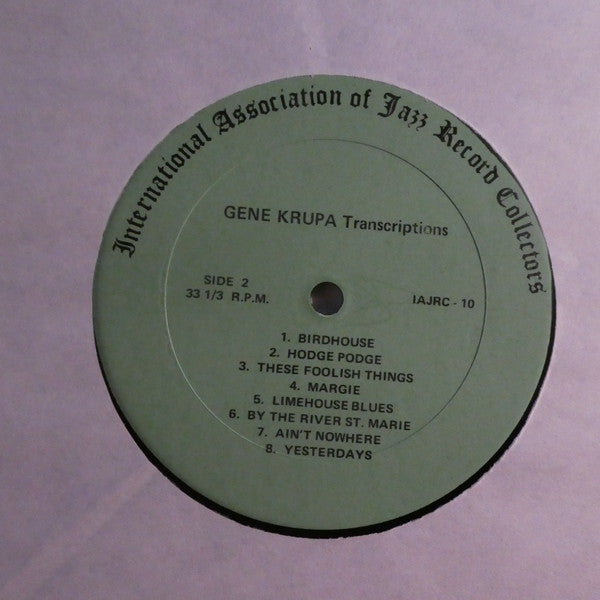 International Association of Jazz Record Collectors
GENE KRUPA Transcriptions
SIDE 2
33 1/3 R.P.M.
IAJRC - 10
1. BIRDHOUSE
2. HODGE PODGE
3. THESE FOOLISH THINGS
4. MARGIE
5. LIMEHOUSE BLUES
6. BY THE RIVER ST. MARIE
7. AIN'T NOWHERE
8. YESTERDAYS